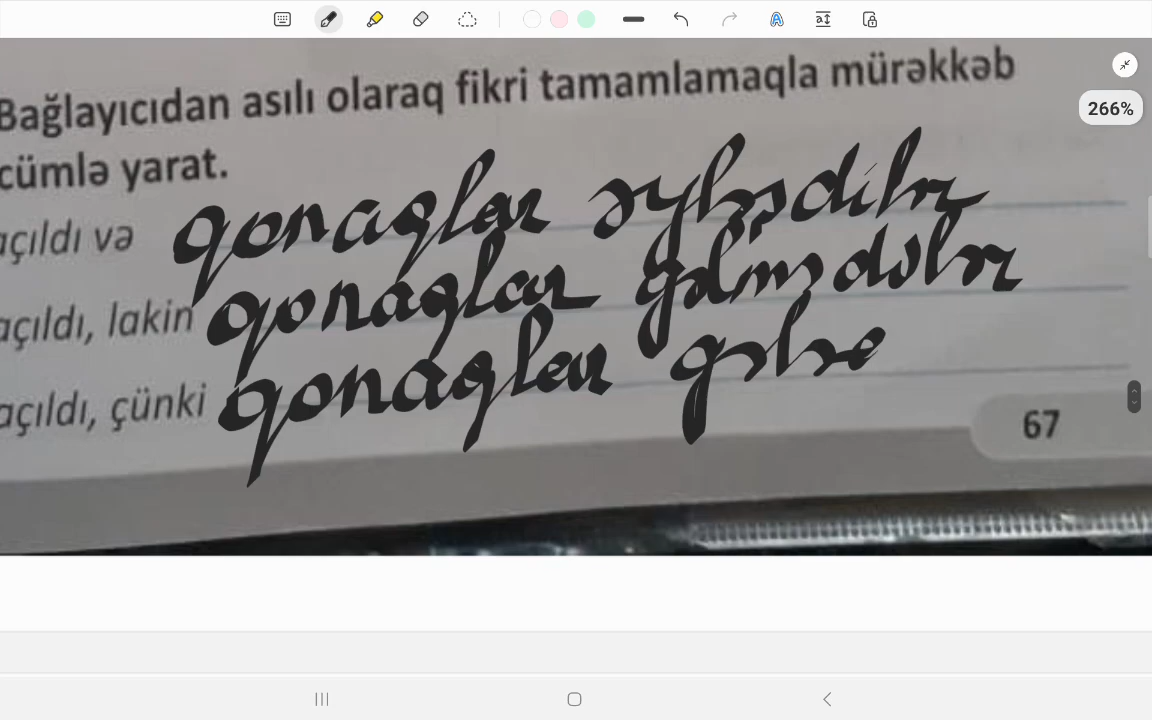 266%
Bağlayıcıdan asılı olaraq fikri tamamlamaqla mürəkkəb
cümlə yarat.
açıldı və qonaqlar əyləşdilər
açıldı, lakin qonaqlar gəlmədilər
açıldı, çünki qonaqlar
67